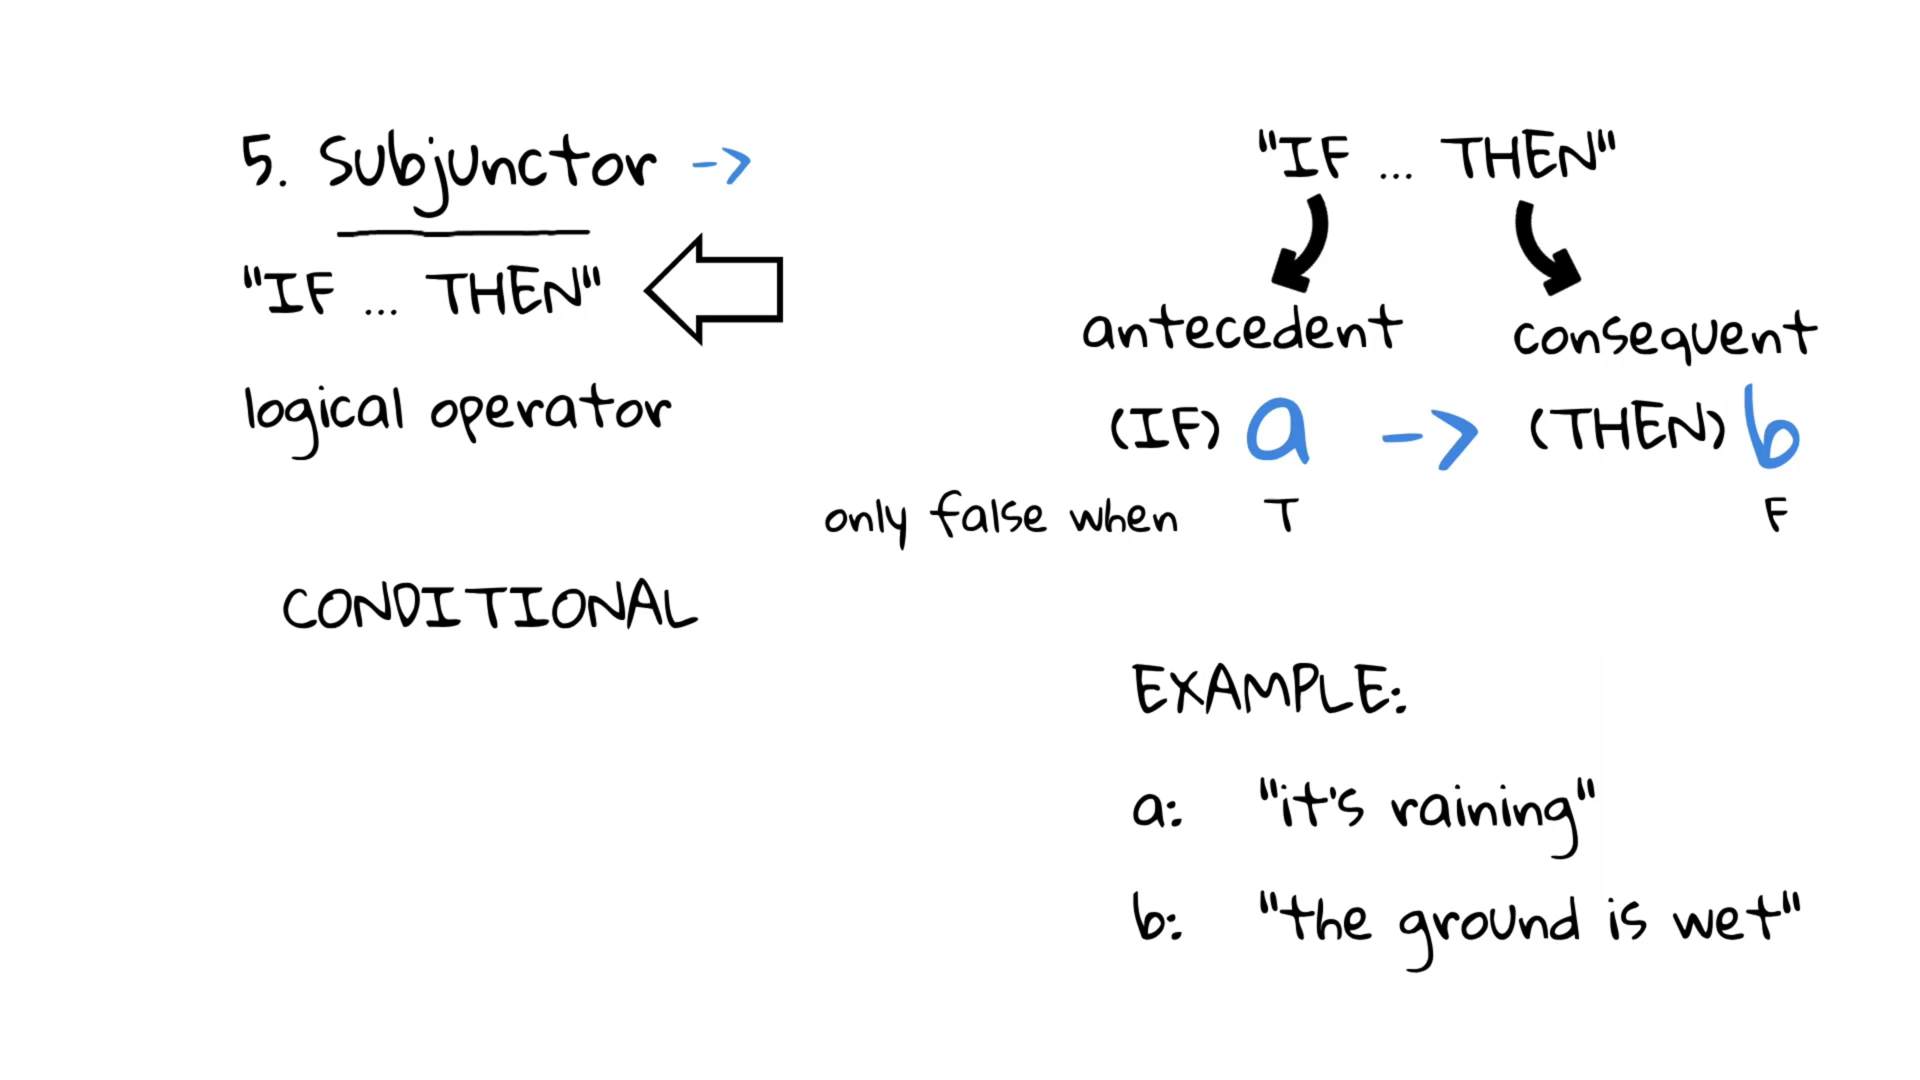 5. Subjunctor ->
"IF ... THEN"
logical operator
CONDITIONAL
"IF ... THEN"
antecedent consequent
(IF) a -> (THEN) b
only false when T F
EXAMPLE:
a: "it's raining"
b: "the ground is wet"